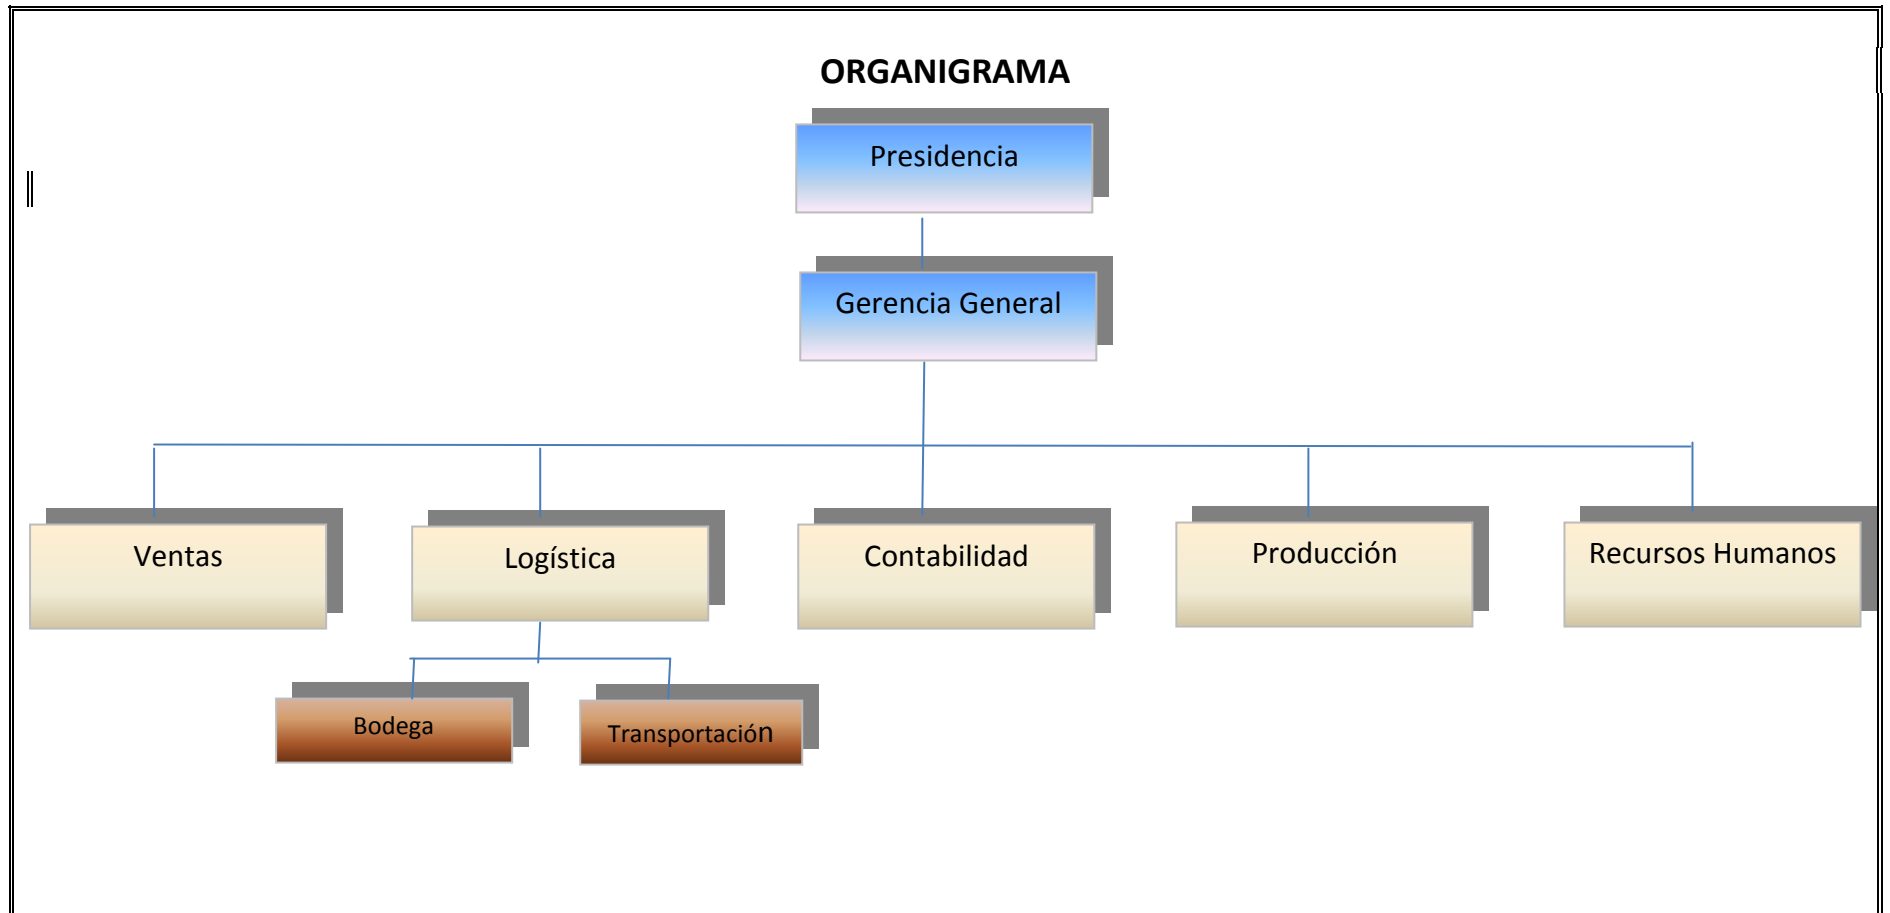 ORGANIGRAMA
Presidencia
Gerencia General
Ventas
Logística
Contabilidad
Producción
Recursos Humanos
Bodega
Transportación